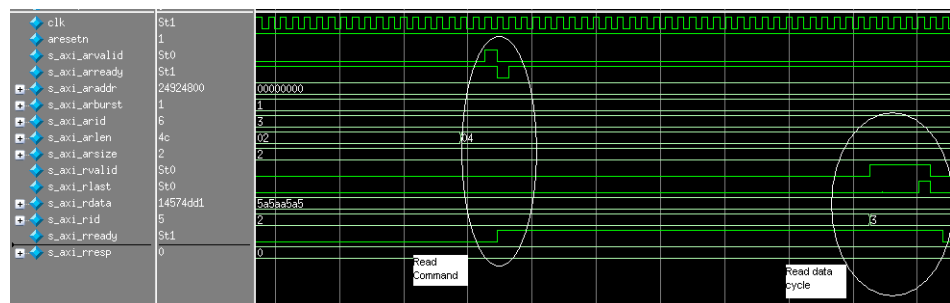 clk St1
aresetn 1
s_axi_arvalid St0
s_axi_arready St1
s_axi_araddr 24924800 00000000
s_axi_arburst 1 1
s_axi_arid 6 3
s_axi_arlen 4c 02 04
s_axi_arsize 2 2
s_axi_rvalid St0
s_axi_rlast St0
s_axi_rdata 14574dd1 5a5aa5a5
s_axi_rid 5 2 3
s_axi_rready St1
s_axi_rresp 0 0
Read
Command
Read data
cycle